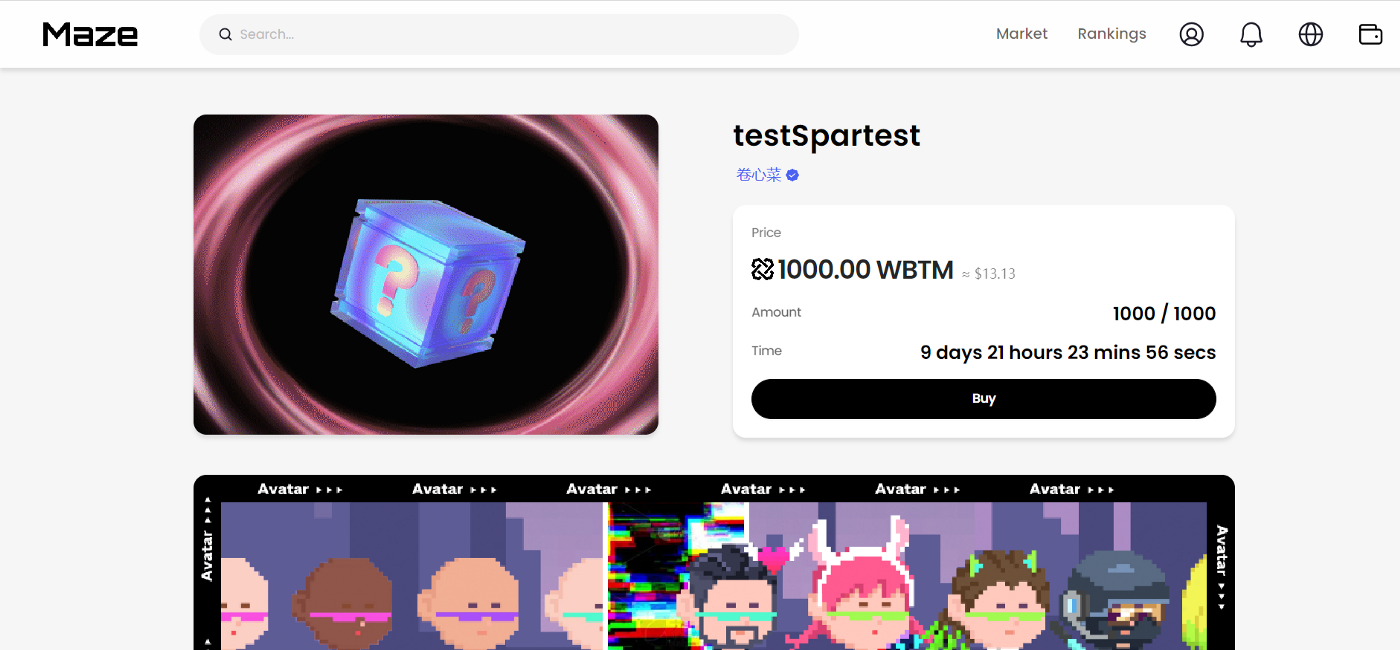 Maze
Search...
Market
Rankings
testSpartest
卷心菜
Price
1000.00 WBTM ≈ $13.13
Amount
1000 / 1000
Time
9 days 21 hours 23 mins 56 secs
Buy
Avatar Avatar Avatar Avatar Avatar Avatar
Avatar
Avatar
? ?